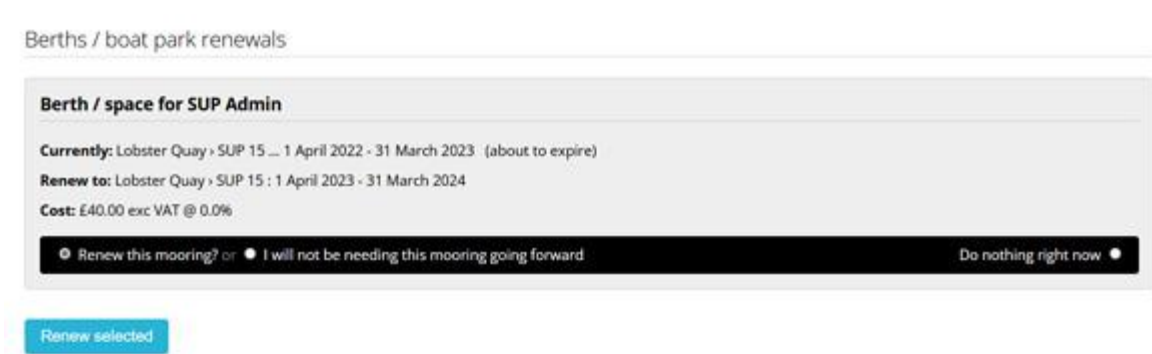 Berths / boat park renewals
Berth / space for SUP Admin
Currently: Lobster Quay › SUP 15 ... 1 April 2022 - 31 March 2023 (about to expire)
Renew to: Lobster Quay › SUP 15 : 1 April 2023 - 31 March 2024
Cost: £40.00 exc VAT @ 0.0%
Renew this mooring? or I will not be needing this mooring going forward Do nothing right now
Renew selected